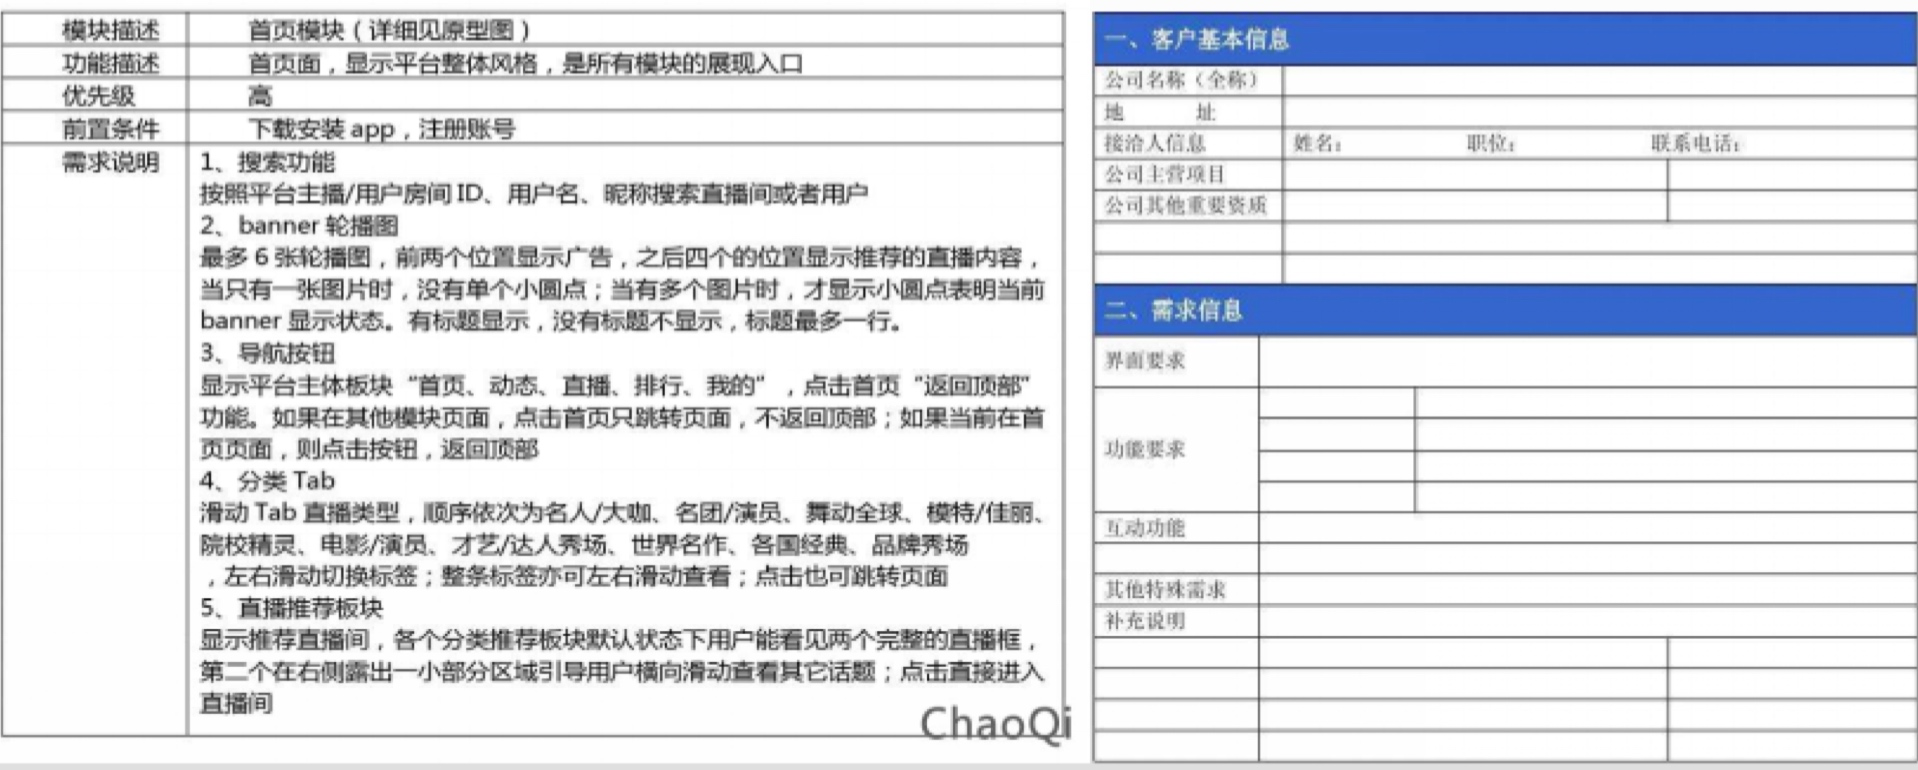 模块描述 首页模块（详细见原型图）
功能描述 首页面，显示平台整体风格，是所有模块的展现入口
优先级 高
前置条件 下载安装 app，注册账号
需求说明 1、搜索功能
按照平台主播/用户房间 ID、用户名、昵称搜索直播间或者用户
2、banner 轮播图
最多 6 张轮播图，前两个位置显示广告，之后四个的位置显示推荐的直播内容，
当只有一张图片时，没有单个小圆点；当有多个图片时，才显示小圆点表明当前
banner 显示状态。有标题显示，没有标题不显示，标题最多一行。
3、导航按钮
显示平台主体板块“首页、动态、直播、排行、我的”，点击首页“返回顶部”
功能。如果在其他模块页面，点击首页只跳转页面，不返回顶部；如果当前在首
页页面，则点击按钮，返回顶部
4、分类 Tab
滑动 Tab 直播类型，顺序依次为名人/大咖、名团/演员、舞动全球、模特/佳丽、
院校精灵、电影/演员、才艺/达人秀场、世界名作、各国经典、品牌秀场
，左右滑动切换标签；整条标签亦可左右滑动查看；点击也可跳转页面
5、直播推荐板块
显示推荐直播间，各个分类推荐板块默认状态下用户能看见两个完整的直播框，
第二个在右侧露出一小部分区域引导用户横向滑动查看其它话题；点击直接进入
直播间
ChaoQi
一、客户基本信息
公司名称（全称）
地 址
接洽人信息 姓名： 职位： 联系电话：
公司主营项目
公司其他重要资质
二、需求信息
界面要求
功能要求
互动功能
其他特殊需求
补充说明